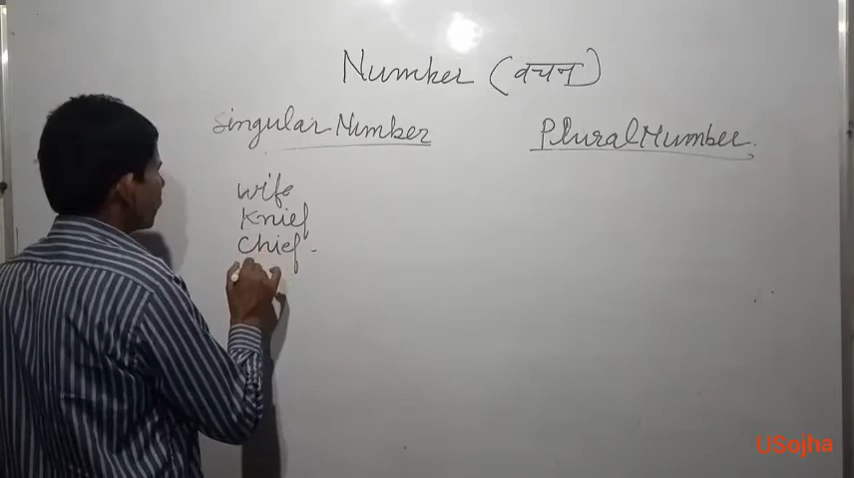 Number (वचन)
Singular Number
Plural Number
wife
Knief
Chief
USojha